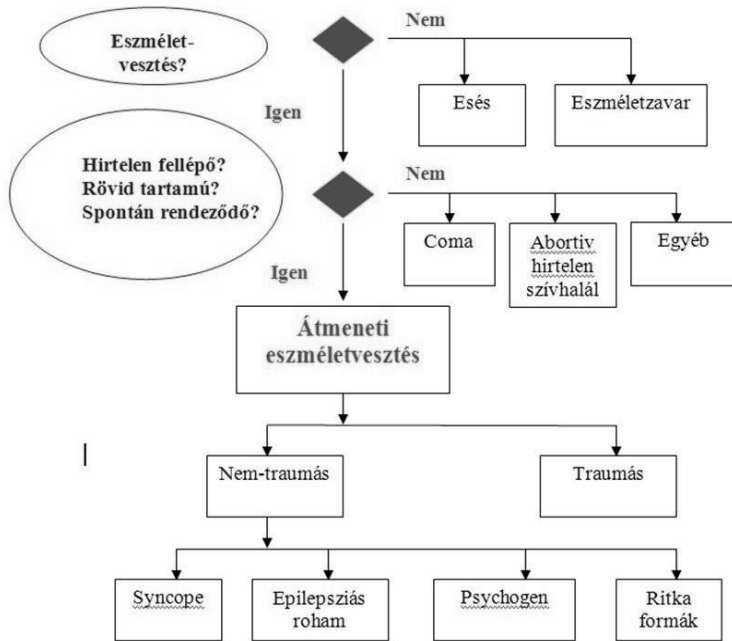 Eszmélet-
vesztés?
Nem
Esés
Eszméletzavar
Igen
Hirtelen fellépő?
Rövid tartamú?
Spontán rendeződő?
Nem
Coma
Abortiv
hirtelen
szívhalál
Egyéb
Igen
Átmeneti
eszméletvesztés
Nem-traumás
Traumás
Syncope
Epilepsziás
roham
Psychogen
Ritka
formák